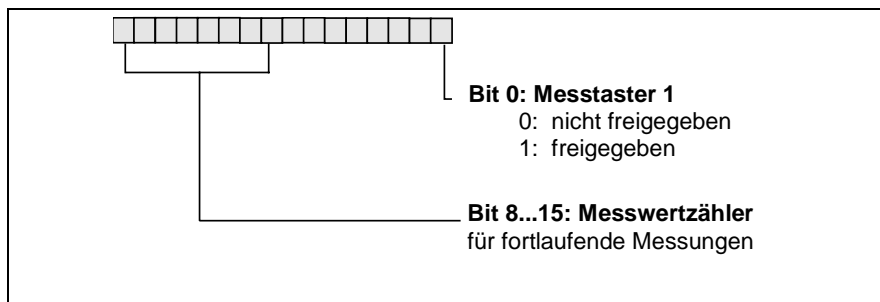 Bit 0: Messtaster 1
0: nicht freigegeben
1: freigegeben
Bit 8...15: Messwertzähler
für fortlaufende Messungen